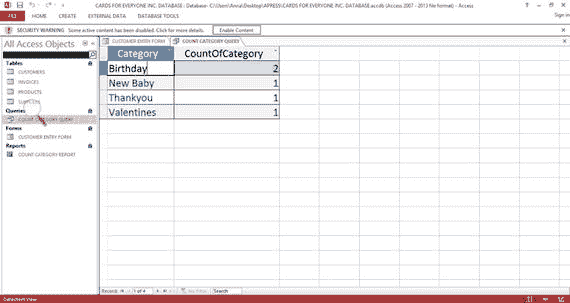 CARDS FOR EVERYONE INC. DATABASE : Database- C:\Users\Anna\Desktop\APRESS\CARDS FOR EVERYONE INC. DATABASE.accdb (Access 2007 - 2013 file format) - Access
HOME CREATE EXTERNAL DATA DATABASE TOOLS
SECURITY WARNING Some active content has been disabled. Click for more details. Enable Content
All Access Objects
CUSTOMER ENTRY FORM COUNT CATEGORY QUERY
Category CountOfCategory
Birthday 2
New Baby 1
Thankyou 1
Valentines 1
Tables
CUSTOMERS
INVOICES
PRODUCTS
Queries
COUNT CATEGORY QUERY
Forms
CUSTOMER ENTRY FORM
Reports
COUNT CATEGORY REPORT
Record: 1 of 4 No Filter Search
Datasheet View